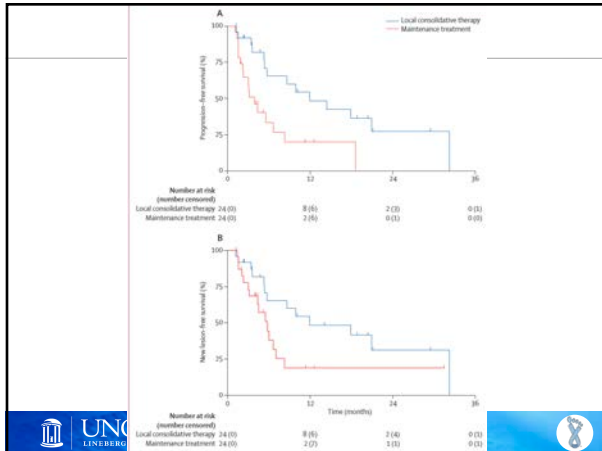 A
Local consolidative therapy
Maintenance treatment
Progression-free survival (%)
100
75
50
25
0
0 12 24 36
Number at risk
(number censored)
Local consolidative therapy 24 (0) 8 (6) 2 (3) 0 (1)
Maintenance treatment 24 (0) 2 (6) 0 (1) 0 (0)
B
New lesion-free survival (%)
100
75
50
25
0
0 12 24 36
Time (months)
Number at risk
(number censored)
Local consolidative therapy 24 (0) 8 (6) 2 (4) 0 (1)
Maintenance treatment 24 (0) 2 (7) 1 (1) 0 (1)